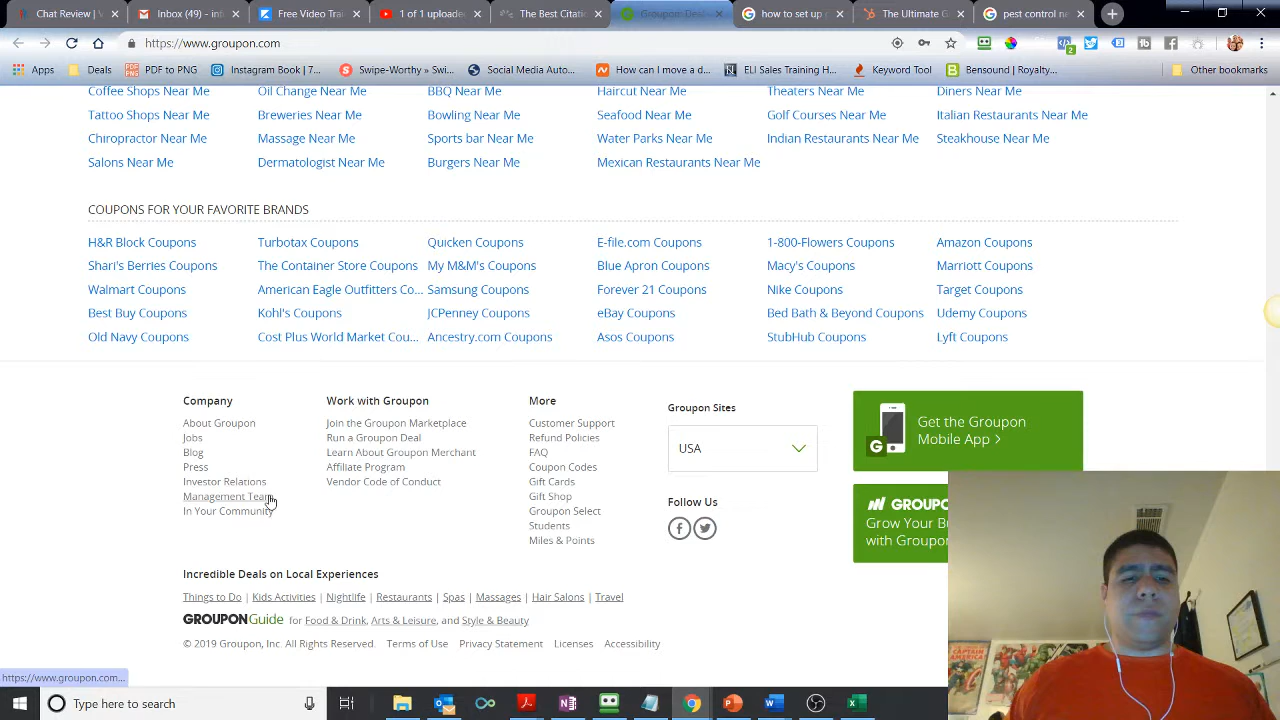 Chat Review
Inbox (49) - in
Free Video Tra
1 of 1 uploade
The Best Citati
Groupon Dea
how to set up
The Ultimate G
pest control ne
https://www.groupon.com
2
Apps
Deals
PDF to PNG
Instagram Book | 7...
Swipe-Worthy » Swi...
Social Media Auto...
How can I move a d...
ELI Sales Training H...
Keyword Tool
Bensound | Royalty...
Other bookmarks
Coffee Shops Near Me
Oil Change Near Me
BBQ Near Me
Haircut Near Me
Theaters Near Me
Diners Near Me
Tattoo Shops Near Me
Breweries Near Me
Bowling Near Me
Seafood Near Me
Golf Courses Near Me
Italian Restaurants Near Me
Chiropractor Near Me
Massage Near Me
Sports bar Near Me
Water Parks Near Me
Indian Restaurants Near Me
Steakhouse Near Me
Salons Near Me
Dermatologist Near Me
Burgers Near Me
Mexican Restaurants Near Me
COUPONS FOR YOUR FAVORITE BRANDS
H&R Block Coupons
Turbotax Coupons
Quicken Coupons
E-file.com Coupons
1-800-Flowers Coupons
Amazon Coupons
Shari's Berries Coupons
The Container Store Coupons
My M&M's Coupons
Blue Apron Coupons
Macy's Coupons
Marriott Coupons
Walmart Coupons
American Eagle Outfitters Co...
Samsung Coupons
Forever 21 Coupons
Nike Coupons
Target Coupons
Best Buy Coupons
Kohl's Coupons
JCPenney Coupons
eBay Coupons
Bed Bath & Beyond Coupons
Udemy Coupons
Old Navy Coupons
Cost Plus World Market Cou...
Ancestry.com Coupons
Asos Coupons
StubHub Coupons
Lyft Coupons
Company
About Groupon
Jobs
Blog
Press
Investor Relations
Management Team
In Your Community
Work with Groupon
Join the Groupon Marketplace
Run a Groupon Deal
Learn About Groupon Merchant
Affiliate Program
Vendor Code of Conduct
More
Customer Support
Refund Policies
FAQ
Coupon Codes
Gift Cards
Gift Shop
Groupon Select
Students
Miles & Points
Groupon Sites
USA
Follow Us
Get the Groupon
Mobile App >
GROUPO
Grow Your B
with Groupo
Incredible Deals on Local Experiences
Things to Do | Kids Activities | Nightlife | Restaurants | Spas | Massages | Hair Salons | Travel
GROUPON Guide for Food & Drink, Arts & Leisure, and Style & Beauty
© 2019 Groupon, Inc. All Rights Reserved.
Terms of Use
Privacy Statement
Licenses
Accessibility
https://www.groupon.com...
Type here to search